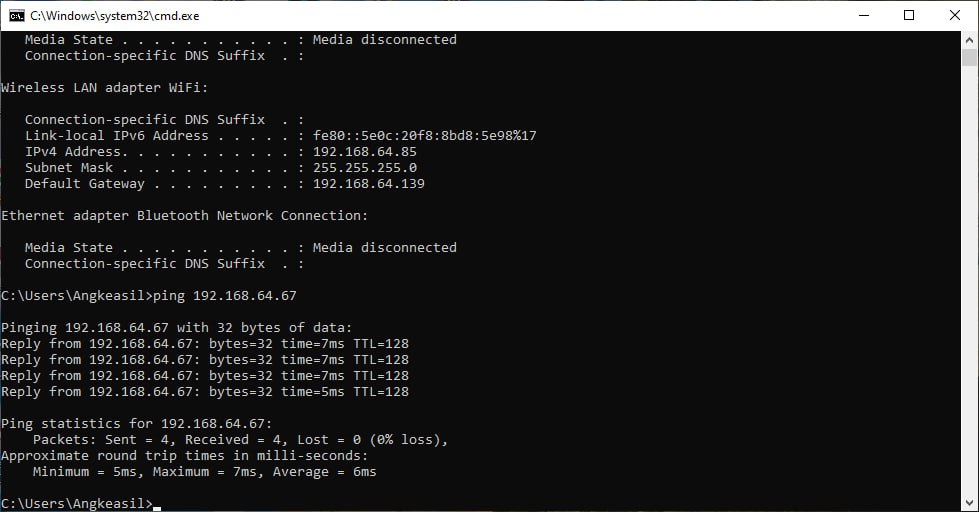 C:\Windows\system32\cmd.exe
Media State . . . . . . . . . . . : Media disconnected
Connection-specific DNS Suffix  . :
Wireless LAN adapter WiFi:
Connection-specific DNS Suffix  . :
Link-local IPv6 Address . . . . . : fe80::5e0c:20f8:8bd8:5e98%17
IPv4 Address. . . . . . . . . . . : 192.168.64.85
Subnet Mask . . . . . . . . . . . : 255.255.255.0
Default Gateway . . . . . . . . . : 192.168.64.139
Ethernet adapter Bluetooth Network Connection:
Media State . . . . . . . . . . . : Media disconnected
Connection-specific DNS Suffix  . :
C:\Users\Angkeasil>ping 192.168.64.67
Pinging 192.168.64.67 with 32 bytes of data:
Reply from 192.168.64.67: bytes=32 time=7ms TTL=128
Reply from 192.168.64.67: bytes=32 time=7ms TTL=128
Reply from 192.168.64.67: bytes=32 time=7ms TTL=128
Reply from 192.168.64.67: bytes=32 time=5ms TTL=128
Ping statistics for 192.168.64.67:
Packets: Sent = 4, Received = 4, Lost = 0 (0% loss),
Approximate round trip times in milli-seconds:
Minimum = 5ms, Maximum = 7ms, Average = 6ms
C:\Users\Angkeasil>